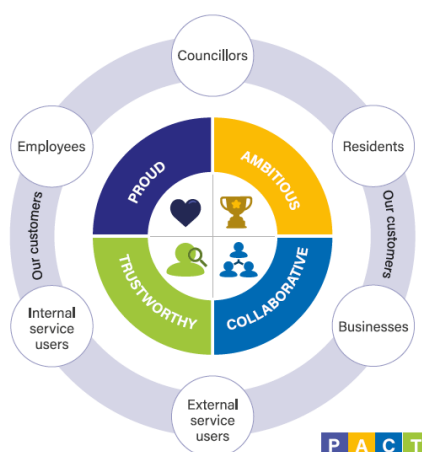 Councillors
Employees
Residents
PROUD
AMBITIOUS
Our customers
Our customers
TRUSTWORTHY
COLLABORATIVE
Internal
service
users
Businesses
External
service
users
P A C T